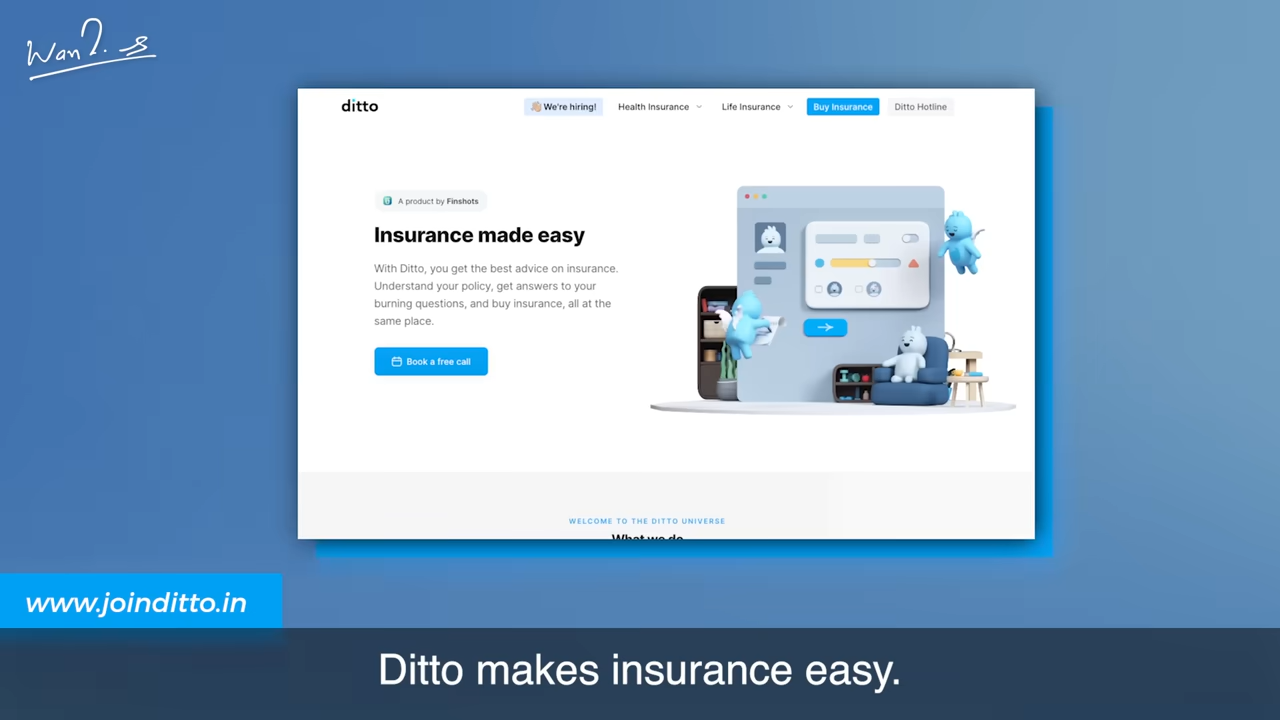 ditto
👋🏼 We're hiring!
Health Insurance
Life Insurance
Buy Insurance
Ditto Hotline
A product by Finshots
Insurance made easy
With Ditto, you get the best advice on insurance.
Understand your policy, get answers to your
burning questions, and buy insurance, all at the
same place.
Book a free call
WELCOME TO THE DITTO UNIVERSE
What we do
www.joinditto.in
Ditto makes insurance easy.